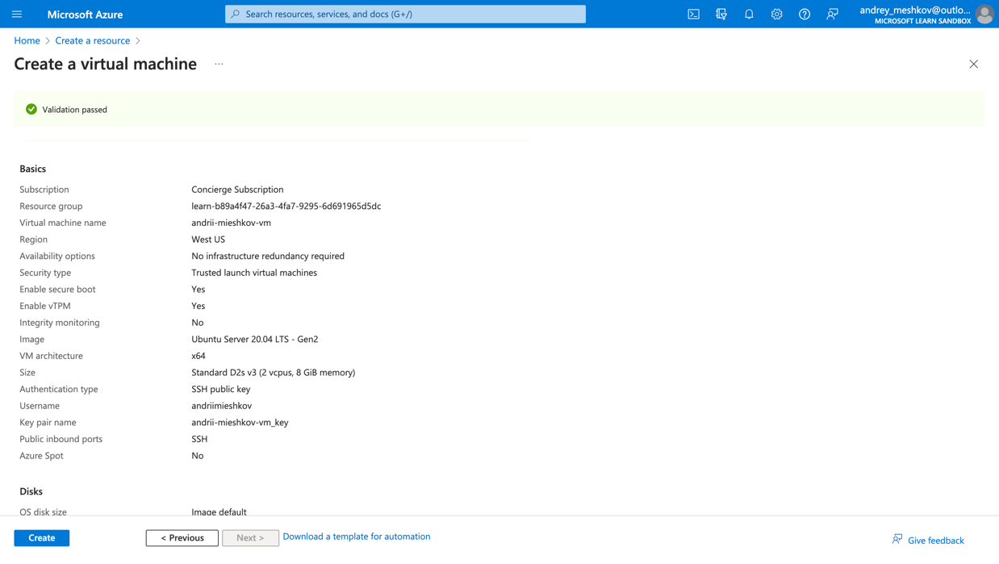 Microsoft Azure
Search resources, services, and docs (G+/)
andrey_meshkov@outlo...
MICROSOFT LEARN SANDBOX
Home > Create a resource >
Create a virtual machine ...
Validation passed
Basics
Subscription Concierge Subscription
Resource group learn-b89a4f47-26a3-4fa7-9295-6d691965d5dc
Virtual machine name andrii-mieshkov-vm
Region West US
Availability options No infrastructure redundancy required
Security type Trusted launch virtual machines
Enable secure boot Yes
Enable vTPM Yes
Integrity monitoring No
Image Ubuntu Server 20.04 LTS - Gen2
VM architecture x64
Size Standard D2s v3 (2 vcpus, 8 GiB memory)
Authentication type SSH public key
Username andriimieshkov
Key pair name andrii-mieshkov-vm_key
Public inbound ports SSH
Azure Spot No
Disks
OS disk size Image default
Create < Previous Next > Download a template for automation Give feedback